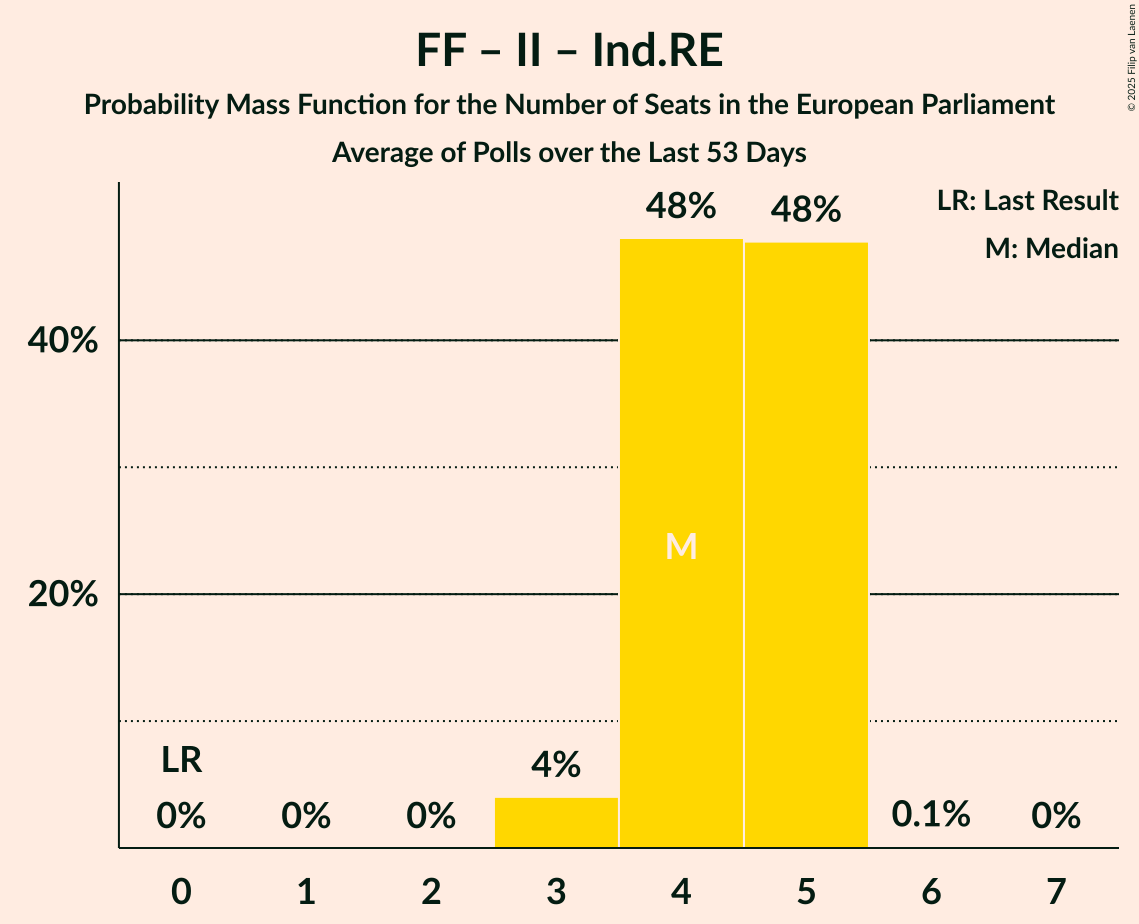 FF – II – Ind.RE
Probability Mass Function for the Number of Seats in the European Parliament
Average of Polls over the Last 53 Days
© 2025 Filip van Laenen
LR: Last Result
M: Median
48%
48%
40%
M
20%
LR
4%
0%
0%
0%
0.1%
0%
0
1
2
3
4
5
6
7